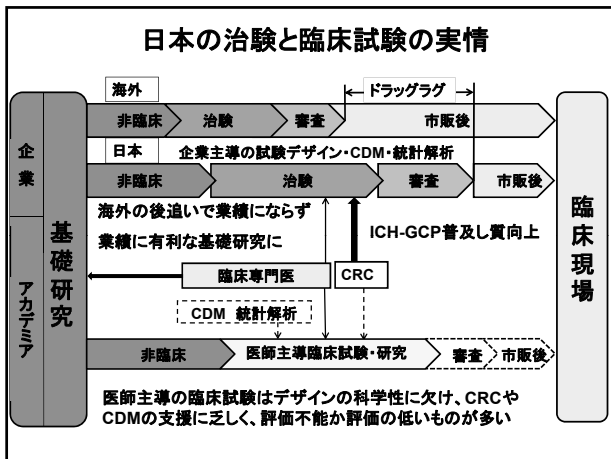 日本の治験と臨床試験の実情
海外
ドラッグラグ
非臨床
治験
審査
市販後
日本
企業主導の試験デザイン・CDM・統計解析
非臨床
治験
審査
市販後
企業
アカデミア
基礎研究
臨床現場
海外の後追いで業績にならず
業績に有利な基礎研究に
ICH-GCP普及し質向上
臨床専門医
CRC
CDM 統計解析
非臨床
医師主導臨床試験・研究
審査
市販後
医師主導の臨床試験はデザインの科学性に欠け、CRCや
CDMの支援に乏しく、評価不能か評価の低いものが多い